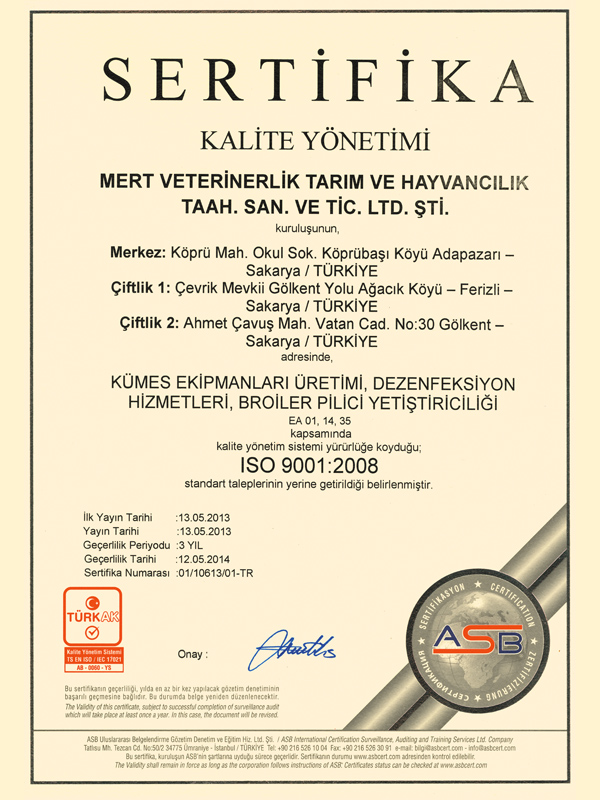 SERTİFİKA
KALİTE YÖNETİMİ
MERT VETERİNERLİK TARIM VE HAYVANCILIK
TAAH. SAN. VE TİC. LTD. ŞTİ.
kuruluşunun,
Merkez: Köprü Mah. Okul Sok. Köprübaşı Köyü Adapazarı –
Sakarya / TÜRKİYE
Çiftlik 1: Çevrik Mevkii Gölkent Yolu Ağacık Köyü – Ferizli –
Sakarya / TÜRKİYE
Çiftlik 2: Ahmet Çavuş Mah. Vatan Cad. No:30 Gölkent –
Sakarya / TÜRKİYE
adresinde,
KÜMES EKİPMANLARI ÜRETİMİ, DEZENFEKSİYON
HİZMETLERİ, BROİLER PİLİCİ YETİŞTİRİCİLİĞİ
EA 01, 14, 35
kapsamında
kalite yönetim sistemi yürürlüğe koyduğu;
ISO 9001:2008
standart taleplerinin yerine getirildiği belirlenmiştir.
İlk Yayın Tarihi :13.05.2013
Yayın Tarihi :13.05.2013
Geçerlilik Periyodu :3 YIL
Geçerlilik Tarihi :12.05.2014
Sertifika Numarası :01/10613/01-TR
TÜRKAK
Kalite Yönetim Sistemi
TS EN ISO / IEC 17021
AB - 0060 - YS
Onay :
SERTİFİKASYON ★ CERTIFICATION ★ ZERTIFIZIERUNG ★ СЕРТИФИКАЦИЯ ★
ASB
Bu sertifikanın geçerliliği, yılda en az bir kez yapılacak gözetim denetiminin
başarılı geçmesine bağlıdır. Bu durumda belge yeniden düzenlenecektir.
The Validity of this certificate, subject to successful completion of surveillance audit
which will take place at least once a year. In this case, the document will be revised.
ASB Uluslararası Belgelendirme Gözetim Denetim ve Eğitim Hiz. Ltd. Şti. / ASB International Certification Surveillance, Auditing and Training Services Ltd. Company
Tatlısu Mh. Tezcan Cd. No:50/2 34775 Ümraniye - İstanbul / TÜRKİYE Tel: +90 216 526 10 04 Fax: +90 216 526 30 91 e-mail: bilgi@asbcert.com - info@asbcert.com
Bu sertifika, kuruluşun ASB'nin şartlarına uyduğu sürece geçerlidir. Sertifikanın durumu www.asbcert.com adresinden kontrol edilebilir.
The Validity shall remain in force as long as the corporation follows instructions of ASB. Certificates status can be checked at www.asbcert.com